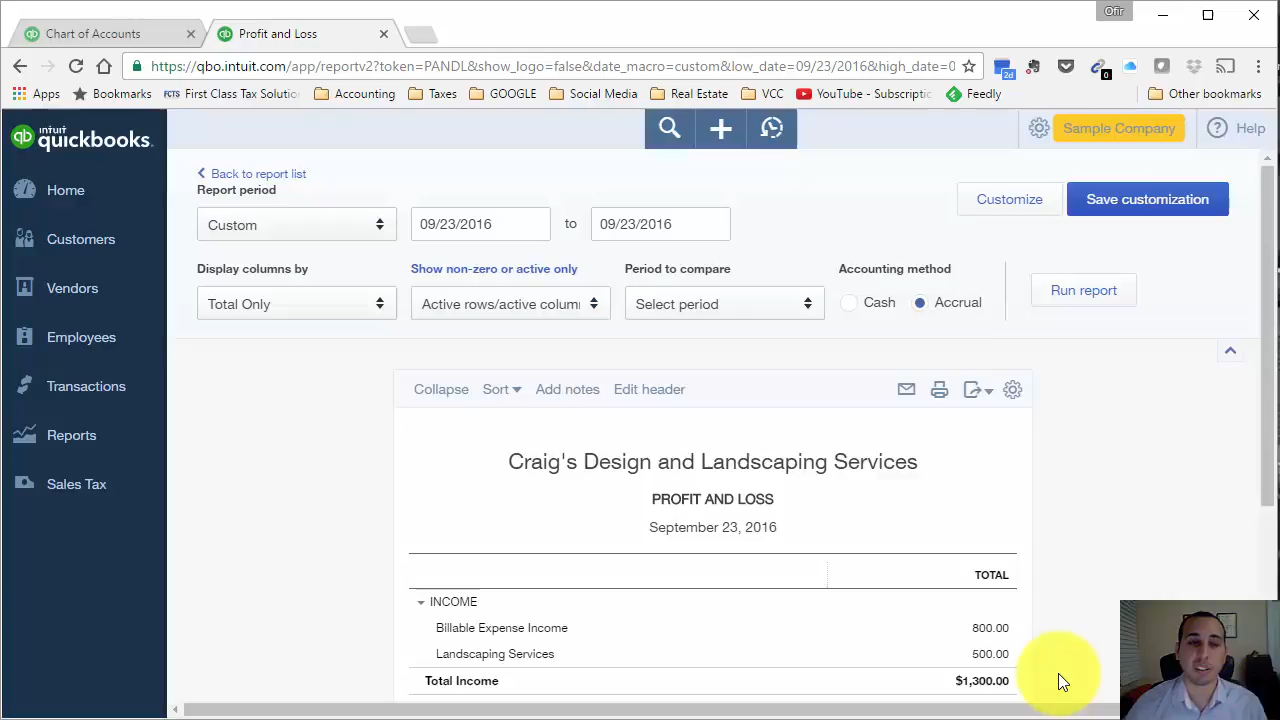 Ofir
Chart of Accounts
Profit and Loss
https://qbo.intuit.com/app/reportv2?token=PANDL&show_logo=false&date_macro=custom&low_date=09/23/2016&high_date=0
2d
0
Apps
Bookmarks
FCTS First Class Tax Solutio
Accounting
Taxes
GOOGLE
Social Media
Real Estate
VCC
YouTube - Subscriptic
Feedly
Other bookmarks
qb intuit
quickbooks.
Sample Company
Help
Home
Customers
Vendors
Employees
Transactions
Reports
Sales Tax
Back to report list
Report period
Custom
09/23/2016 to 09/23/2016
Customize
Save customization
Display columns by
Show non-zero or active only
Period to compare
Accounting method
Total Only
Active rows/active colum
Select period
Cash
Accrual
Run report
Collapse Sort Add notes Edit header
Craig's Design and Landscaping Services
PROFIT AND LOSS
September 23, 2016
TOTAL
INCOME
Billable Expense Income 800.00
Landscaping Services 500.00
Total Income $1,300.00